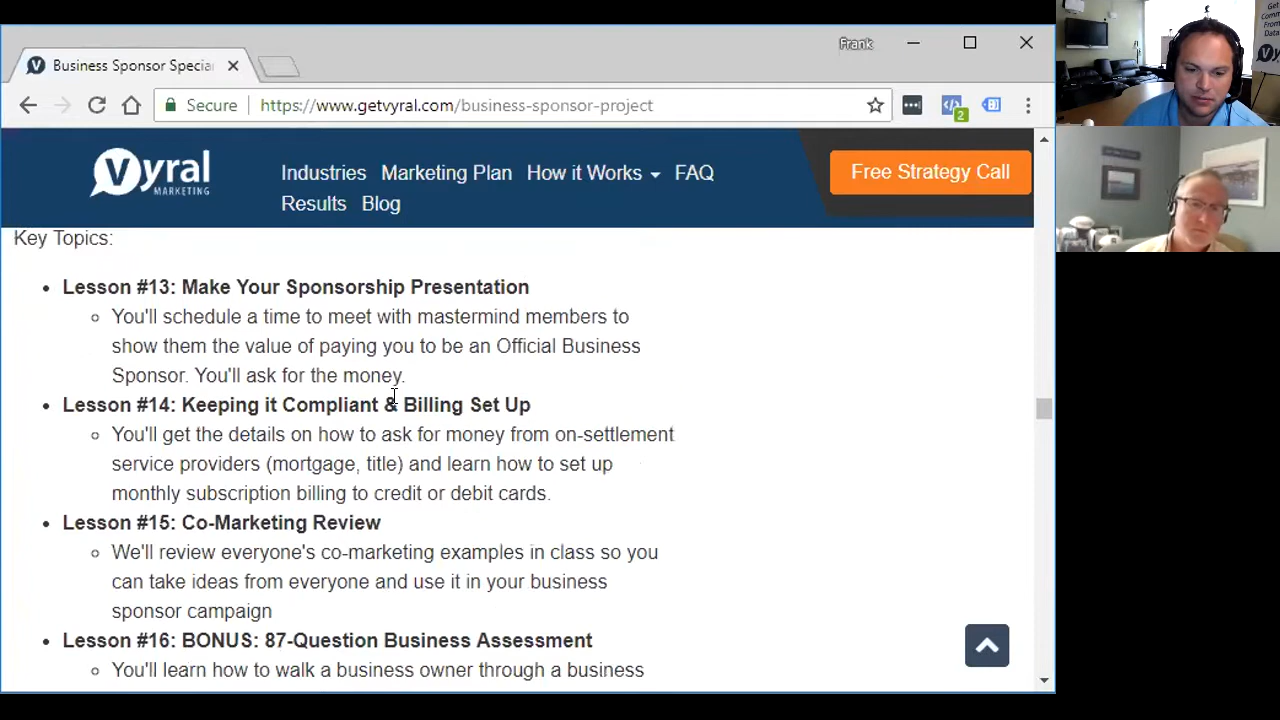 Frank
Business Sponsor Specia
Secure
https://www.getvyral.com/business-sponsor-project
2
Vyral
MARKETING
Industries Marketing Plan How it Works FAQ
Results Blog
Free Strategy Call
Key Topics:
Lesson #13: Make Your Sponsorship Presentation
You'll schedule a time to meet with mastermind members to
show them the value of paying you to be an Official Business
Sponsor. You'll ask for the money.
Lesson #14: Keeping it Compliant & Billing Set Up
You'll get the details on how to ask for money from on-settlement
service providers (mortgage, title) and learn how to set up
monthly subscription billing to credit or debit cards.
Lesson #15: Co-Marketing Review
We'll review everyone's co-marketing examples in class so you
can take ideas from everyone and use it in your business
sponsor campaign
Lesson #16: BONUS: 87-Question Business Assessment
You'll learn how to walk a business owner through a business
Get
Com
From
Data